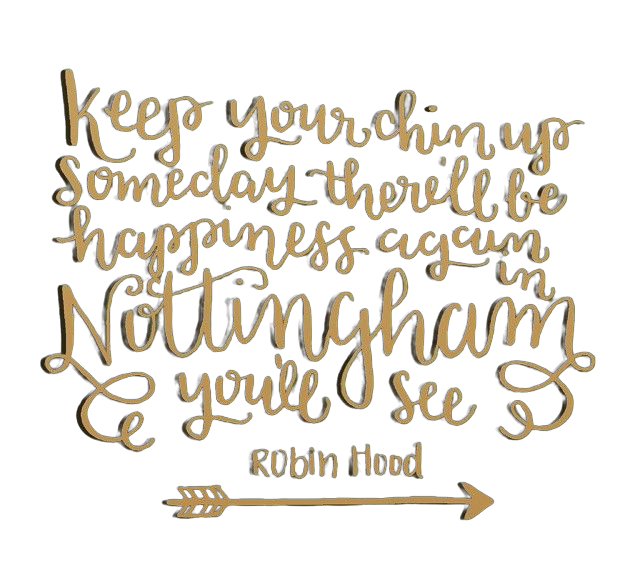 Keep your chin up
someday there'll be
happiness again
in
Nottingham
you'll see
RObin Hood